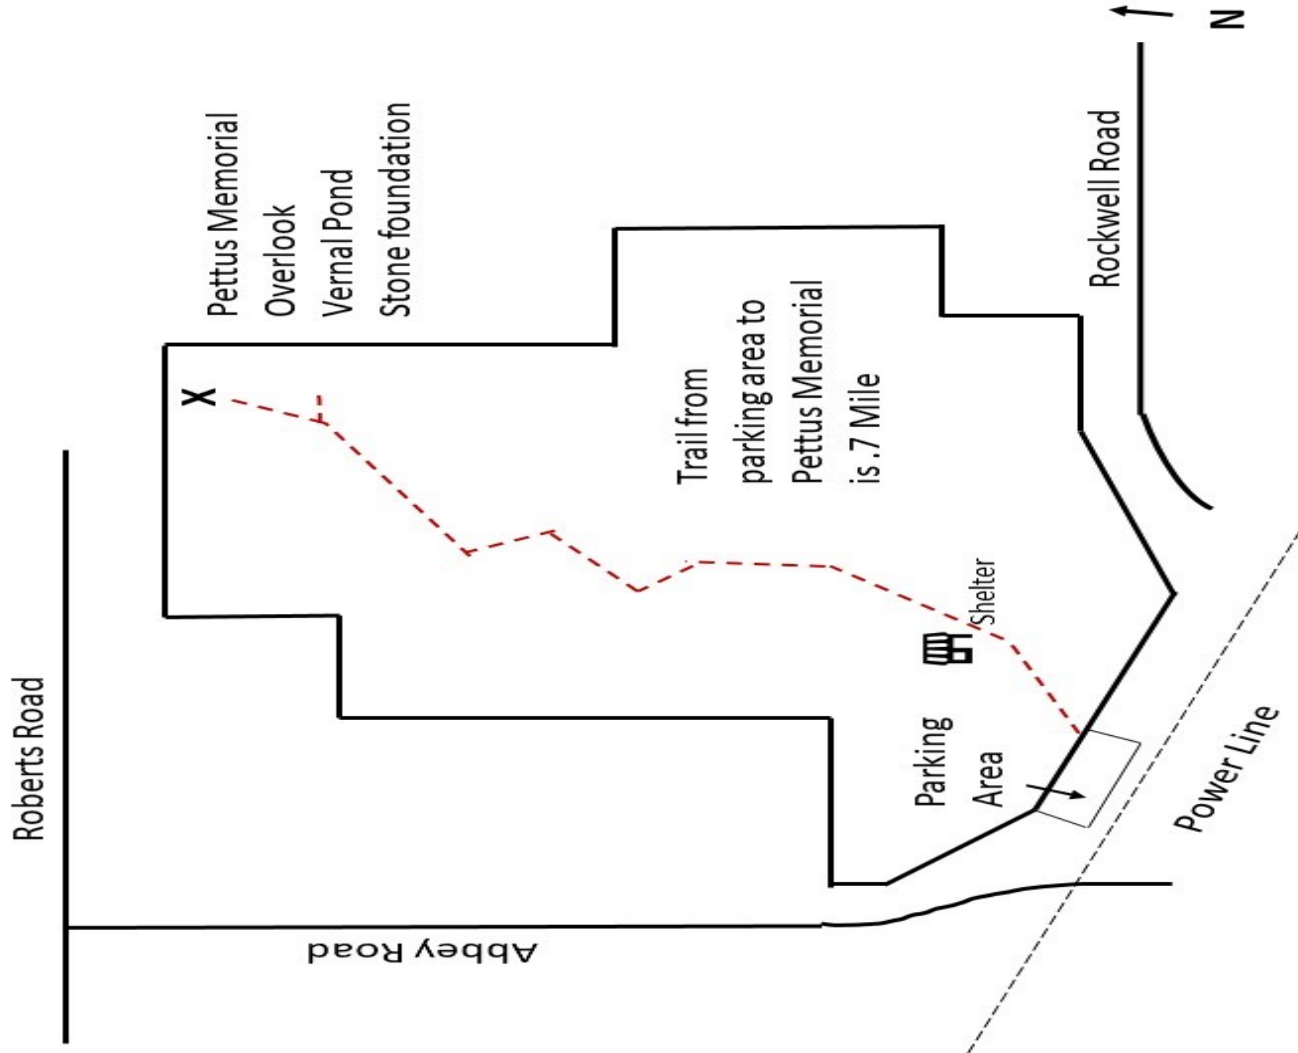 Roberts Road
Pettus Memorial
Overlook
Vernal Pond
Stone foundation
Trail from
parking area to
Pettus Memorial
is .7 Mile
Shelter
Parking
Area
Abbey Road
Power Line
Rockwell Road
N
X